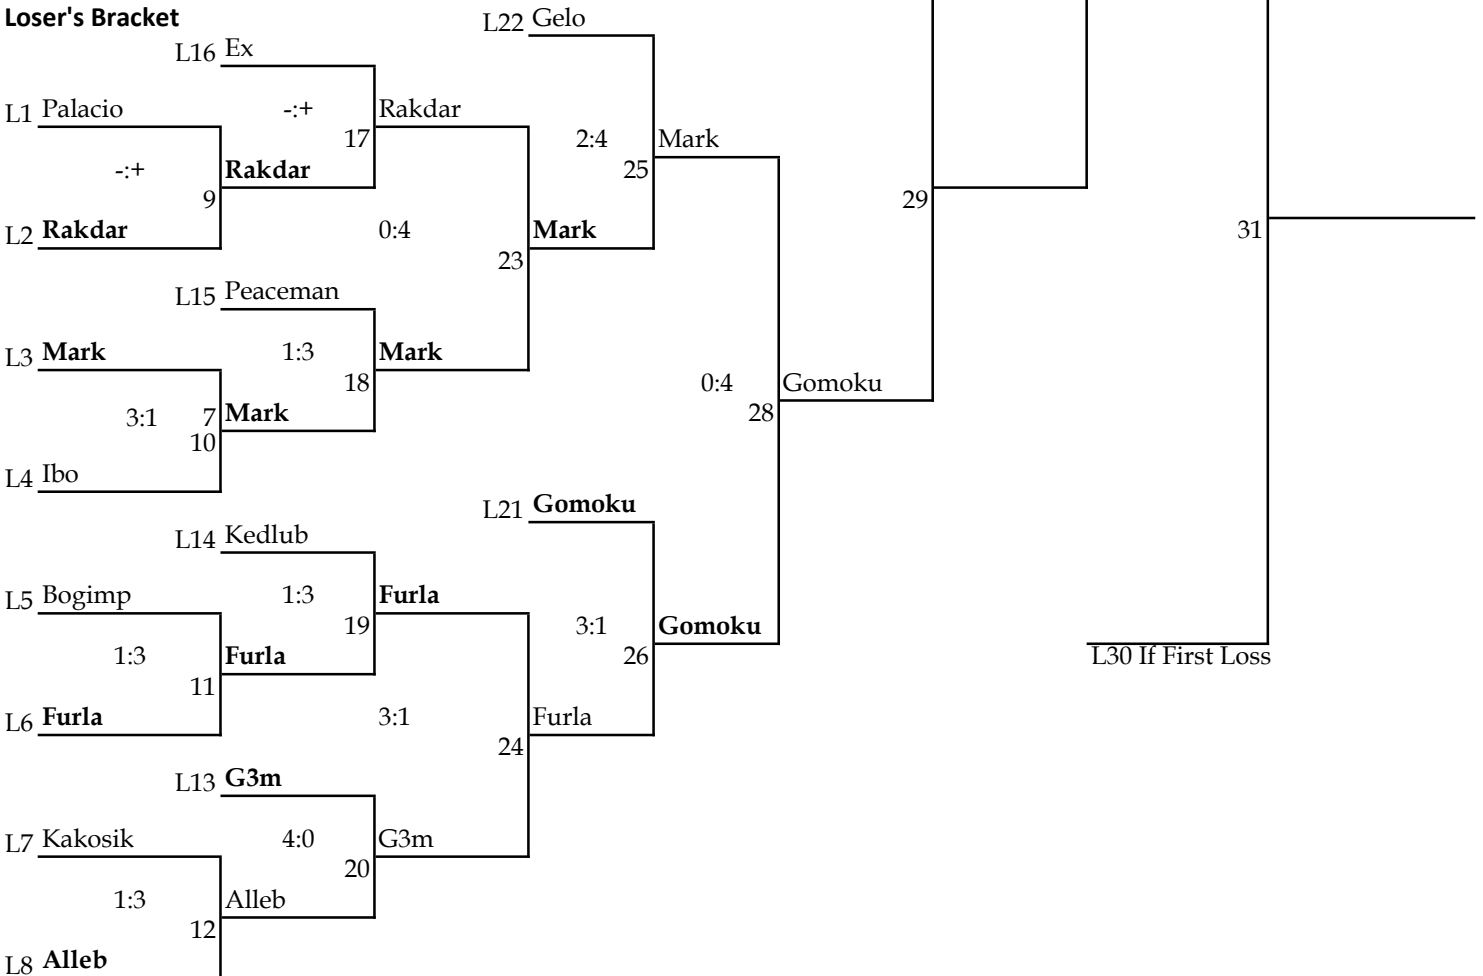 Loser's Bracket
L22 Gelo
L16 Ex
L1 Palacio
-:+
Rakdar
17
2:4
Mark
-:+
Rakdar
25
9
29
L2 Rakdar
0:4
Mark
31
23
L15 Peaceman
L3 Mark
1:3
Mark
18
0:4
Gomoku
3:1
7
Mark
28
10
L4 Ibo
L21 Gomoku
L14 Kedlub
L5 Bogimp
1:3
Furla
19
3:1
Gomoku
1:3
Furla
26
L30 If First Loss
11
L6 Furla
3:1
Furla
24
L13 G3m
L7 Kakosik
4:0
G3m
20
1:3
Alleb
12
L8 Alleb